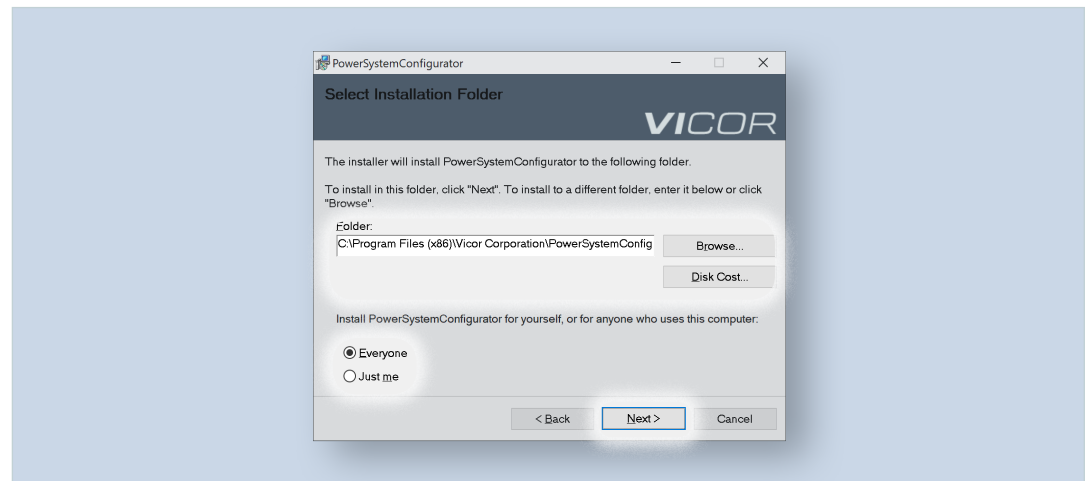 PowerSystemConfigurator
Select Installation Folder
VICOR
The installer will install PowerSystemConfigurator to the following folder.
To install in this folder, click "Next". To install to a different folder, enter it below or click
"Browse".
Folder:
C:\Program Files (x86)\Vicor Corporation\PowerSystemConfig
Browse...
Disk Cost...
Install PowerSystemConfigurator for yourself, or for anyone who uses this computer:
Everyone
Just me
< Back
Next >
Cancel